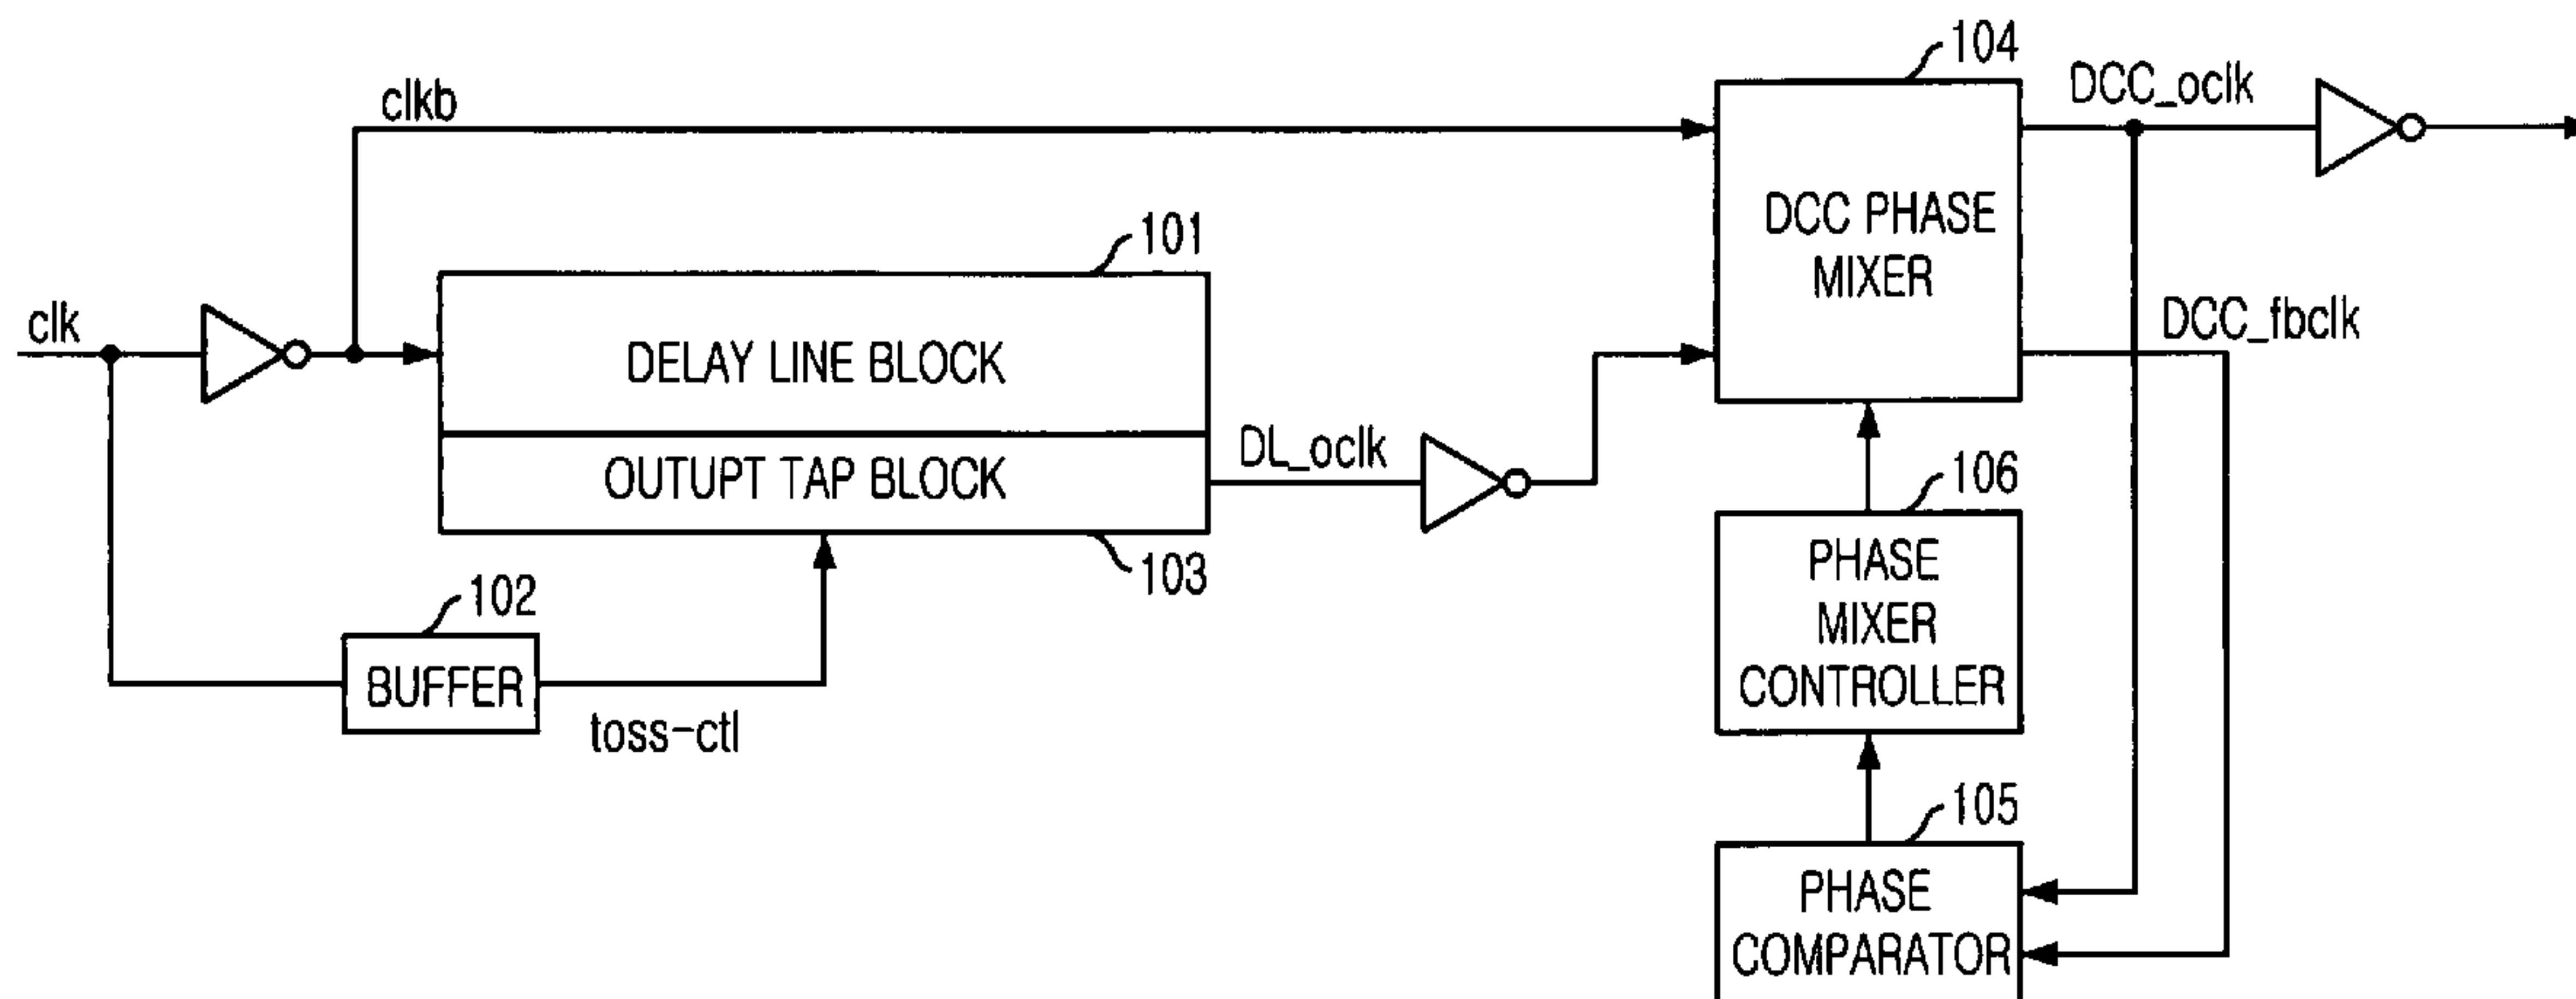 104
clkb
DCC_oclk
101
DCC PHASE
MIXER
clk
DELAY LINE BLOCK
DCC_fbclk
DL_oclk
OUTUPT TAP BLOCK
106
103
PHASE
MIXER
CONTROLLER
102
BUFFER
toss-ctl
105
PHASE
COMPARATOR